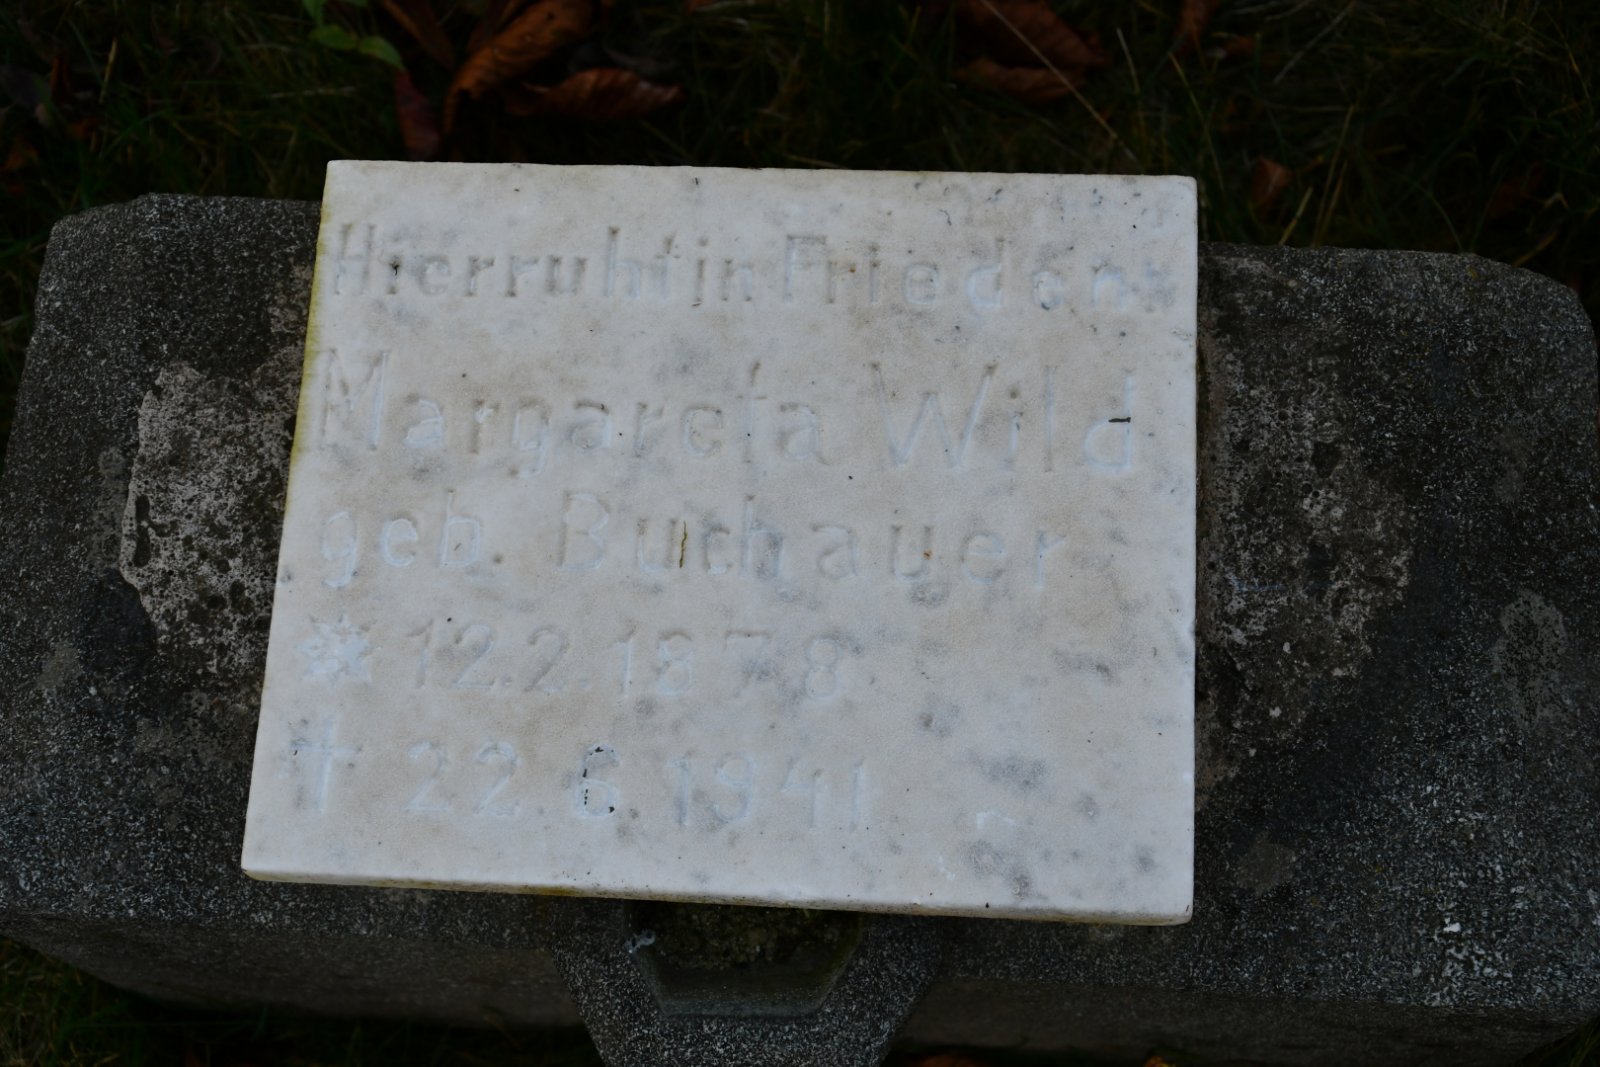 Hier ruht in Frieden
Margareta Wild
geb. Buchauer
* 12.2.1878
† 22.6.1941